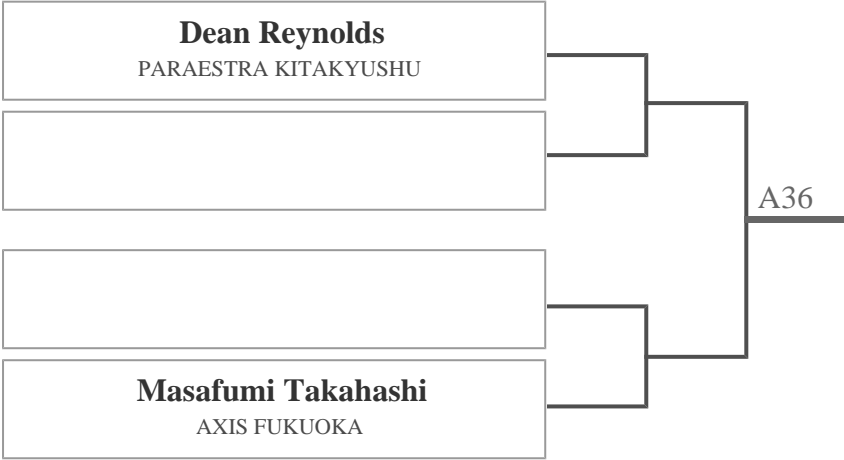 Dean Reynolds
PARAESTRA KITAKYUSHU
A36
Masafumi Takahashi
AXIS FUKUOKA